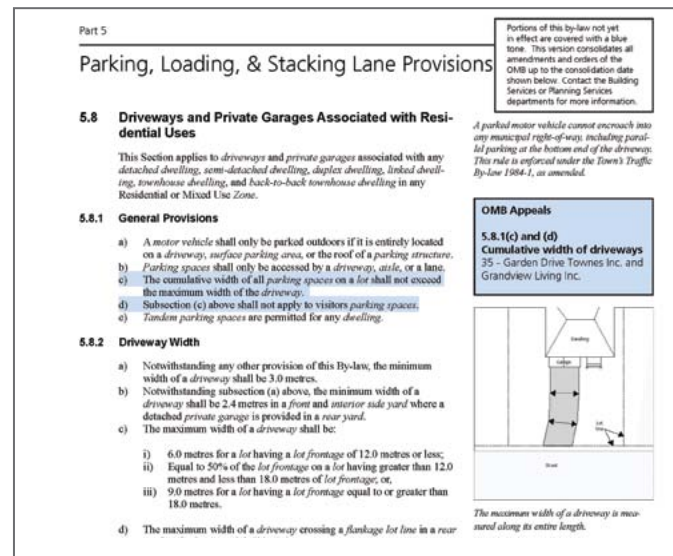 Part 5
Parking, Loading, & Stacking Lane Provisions
Portions of this by-law not yet
in effect are covered with a blue
tone. This version consolidates all
amendments and orders of the
OMB up to the consolidation date
shown below. Contact the Building
Services or Planning Services
departments for more information.
5.8 Driveways and Private Garages Associated with Resi-
dential Uses
This Section applies to driveways and private garages associated with any
detached dwelling, semi-detached dwelling, duplex dwelling, linked dwell-
ing, townhouse dwelling, and back-to-back townhouse dwelling in any
Residential or Mixed Use Zone.
5.8.1 General Provisions
a) A motor vehicle shall only be parked outdoors if it is entirely located
on a driveway, surface parking area, or the roof of a parking structure.
b) Parking spaces shall only be accessed by a driveway, aisle, or a lane.
c) The cumulative width of all parking spaces on a lot shall not exceed
the maximum width of the driveway.
d) Subsection (c) above shall not apply to visitors parking spaces.
e) Tandem parking spaces are permitted for any dwelling.
5.8.2 Driveway Width
a) Notwithstanding any other provision of this By-law, the minimum
width of a driveway shall be 3.0 metres.
b) Notwithstanding subsection (a) above, the minimum width of a
driveway shall be 2.4 metres in a front and interior side yard where a
detached private garage is provided in a rear yard.
c) The maximum width of a driveway shall be:
i) 6.0 metres for a lot having a lot frontage of 12.0 metres or less;
ii) Equal to 50% of the lot frontage on a lot having greater than 12.0
metres and less than 18.0 metres of lot frontage; or,
iii) 9.0 metres for a lot having a lot frontage equal to or greater than
18.0 metres.
d) The maximum width of a driveway crossing a flankage lot line in a rear
A parked motor vehicle cannot encroach into
any municipal right-of-way, including paral-
lel parking at the bottom end of the driveway.
This rule is enforced under the Town's Traffic
By-law 1984-1, as amended.
OMB Appeals
5.8.1(c) and (d)
Cumulative width of driveways
35 - Garden Drive Townes Inc. and
Grandview Living Inc.
Dwelling
Garage
Lot
lines
Street
The maximum width of a driveway is mea-
sured along its entire length.